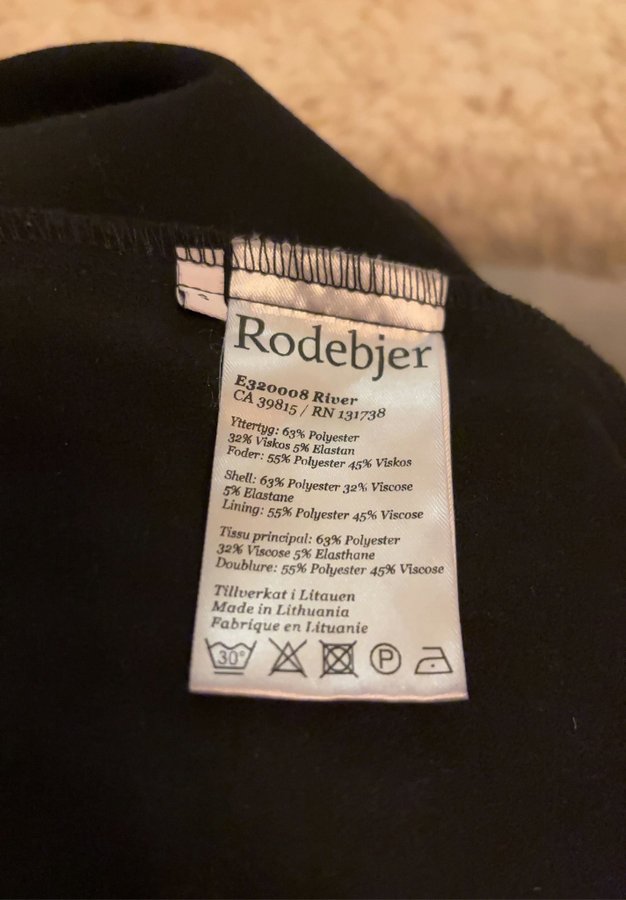 Rodebjer
E320008 River
CA 39815 / RN 131738
Yttertyg: 63% Polyester
32% Viskos 5% Elastan
Foder: 55% Polyester 45% Viskos
Shell: 63% Polyester 32% Viscose
5% Elastane
Lining: 55% Polyester 45% Viscose
Tissu principal: 63% Polyester
32% Viscose 5% Elasthane
Doublure: 55% Polyester 45% Viscose
Tillverkat i Litauen
Made in Lithuania
Fabrique en Lituanie
30° P